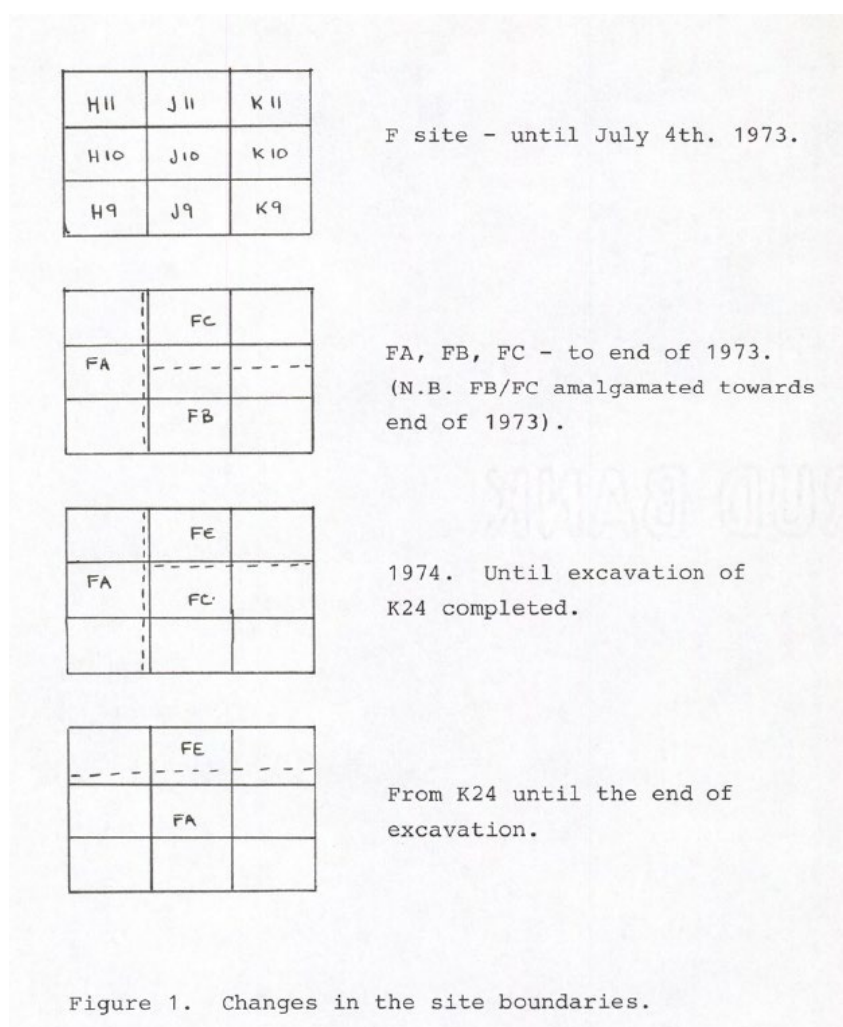 H11 J11 K11
H10 J10 K10
H9 J9 K9
F site - until July 4th. 1973.
FC
FA
FB
FA, FB, FC - to end of 1973.
(N.B. FB/FC amalgamated towards
end of 1973).
FE
FA
FC
1974. Until excavation of
K24 completed.
FE
FA
From K24 until the end of
excavation.
Figure 1. Changes in the site boundaries.